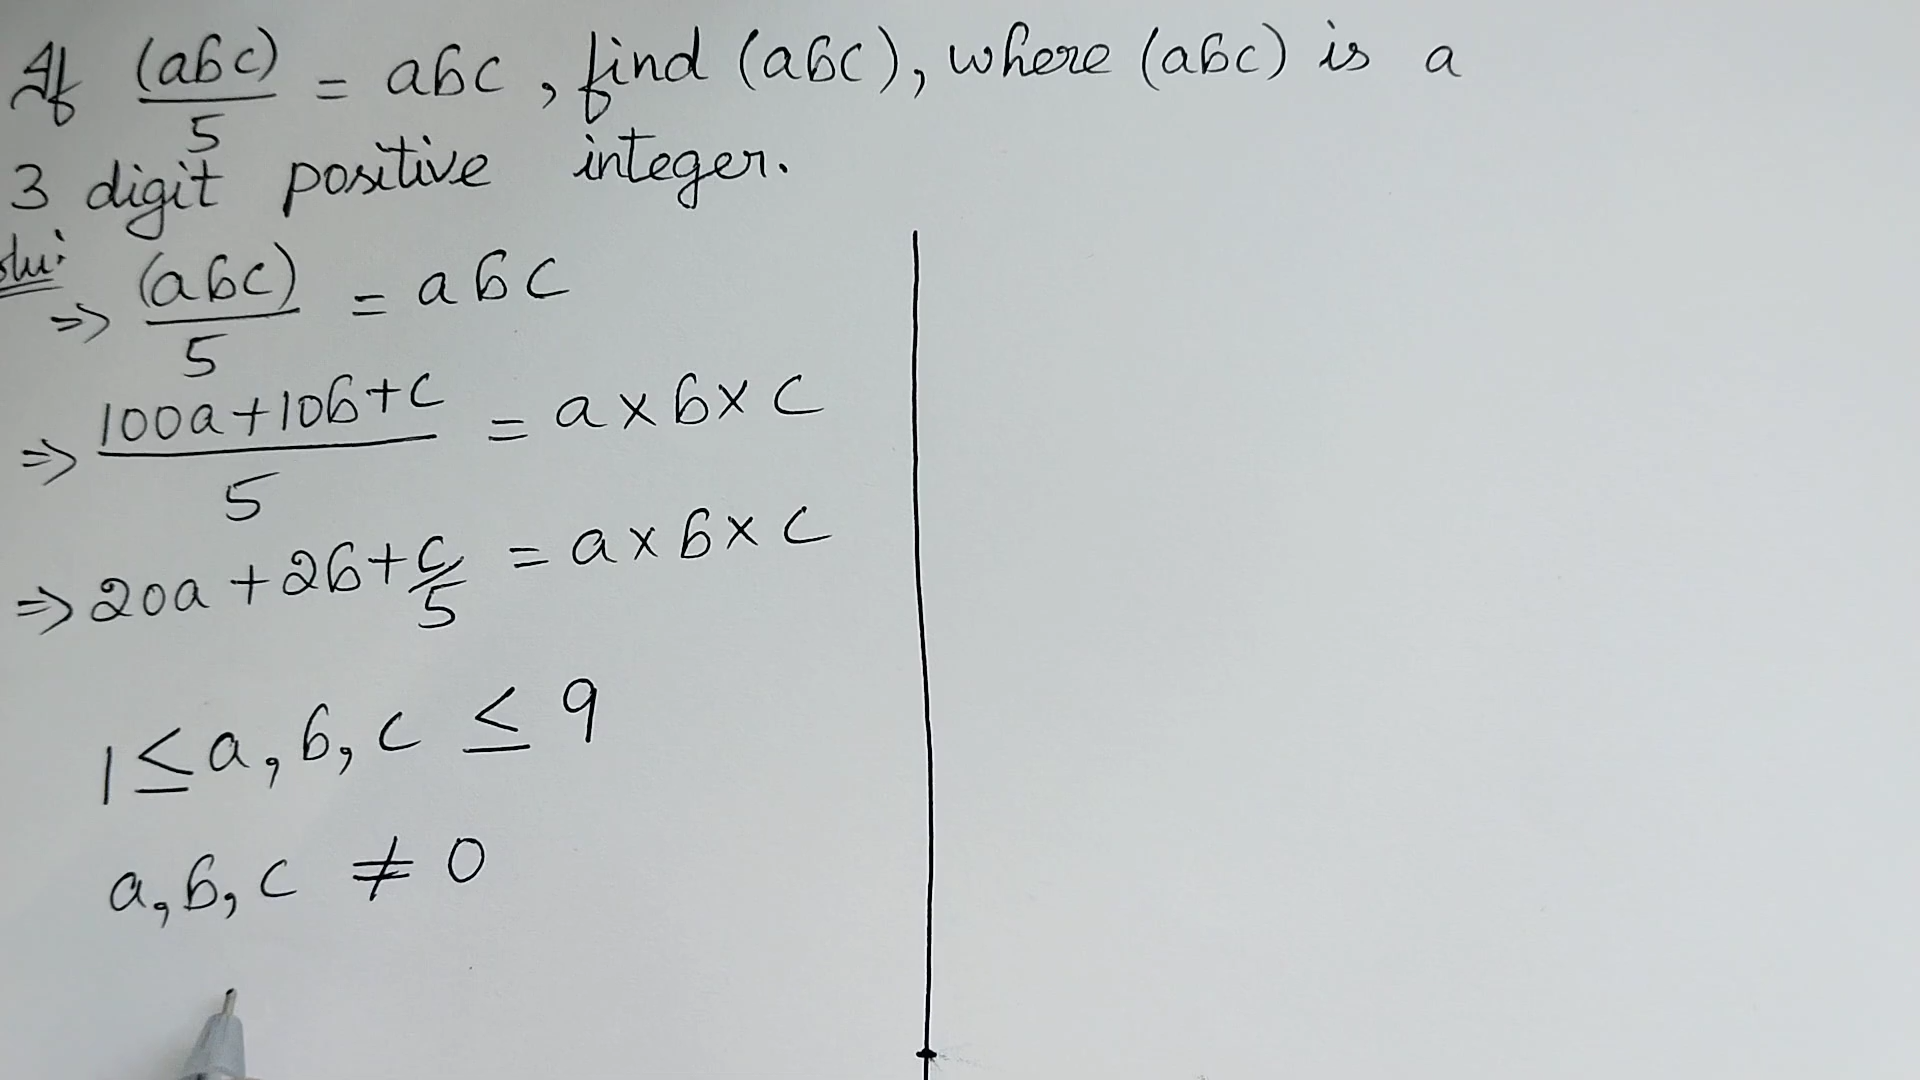 If (abc)/5 = abc, find (abc), where (abc) is a
3 digit positive integer.
⇒ (abc)/5 = abc
⇒ (100a+10b+c)/5 = a×b×c
⇒ 20a+2b+c/5 = a×b×c
1≤a,b,c ≤ 9
a,b,c ≠ 0